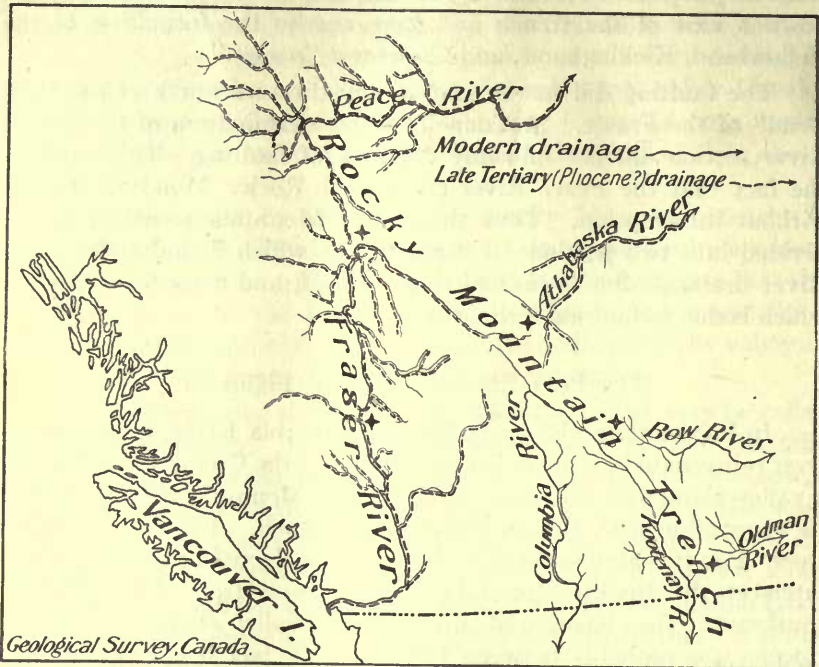 Peace River
Modern drainage
Late Tertiary (Pliocene?) drainage
Rocky Mountain Trench
Athabaska River
Fraser River
Columbia River
Bow River
Kootenay R.
Oldman
River
Vancouver I.
Geological Survey, Canada.